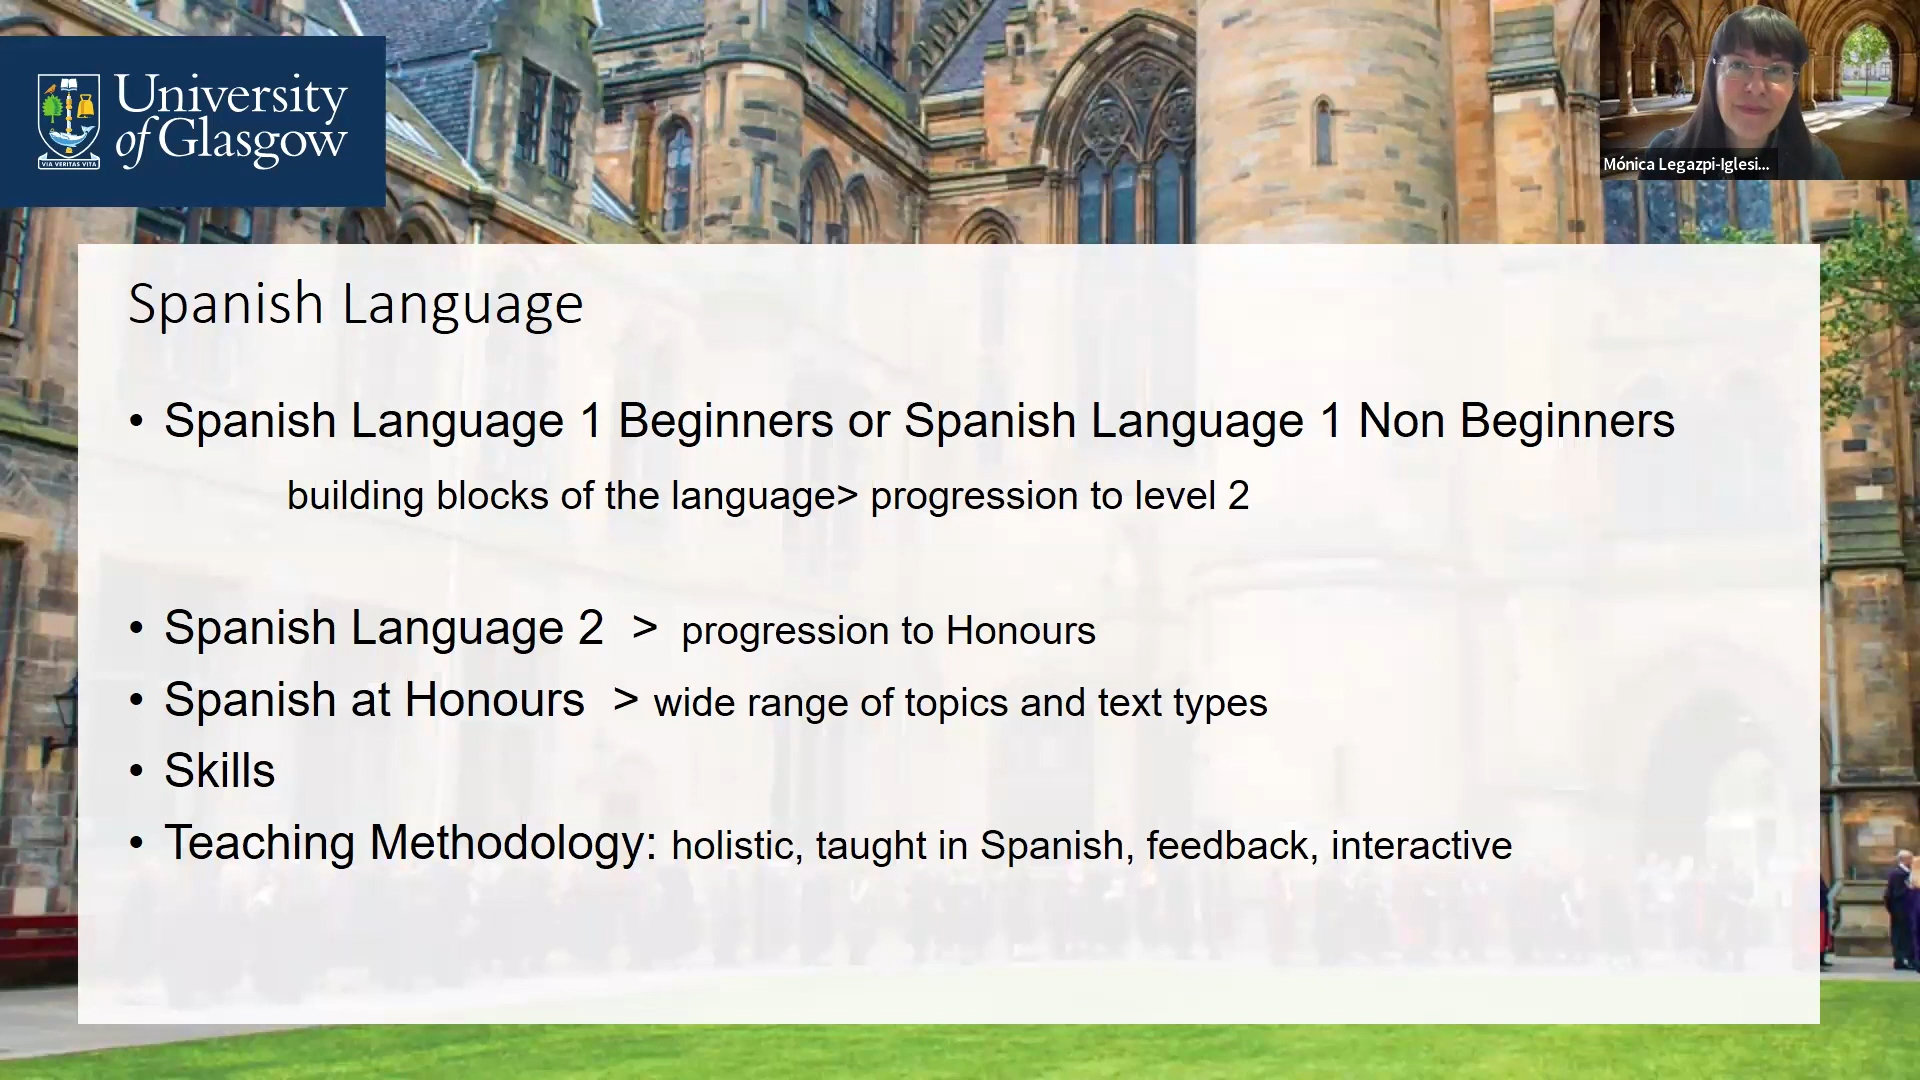 University
of Glasgow
VIA VERITAS VITA
Mónica Legazpi-Iglesi...
Spanish Language
• Spanish Language 1 Beginners or Spanish Language 1 Non Beginners
building blocks of the language> progression to level 2
• Spanish Language 2 > progression to Honours
• Spanish at Honours > wide range of topics and text types
• Skills
• Teaching Methodology: holistic, taught in Spanish, feedback, interactive